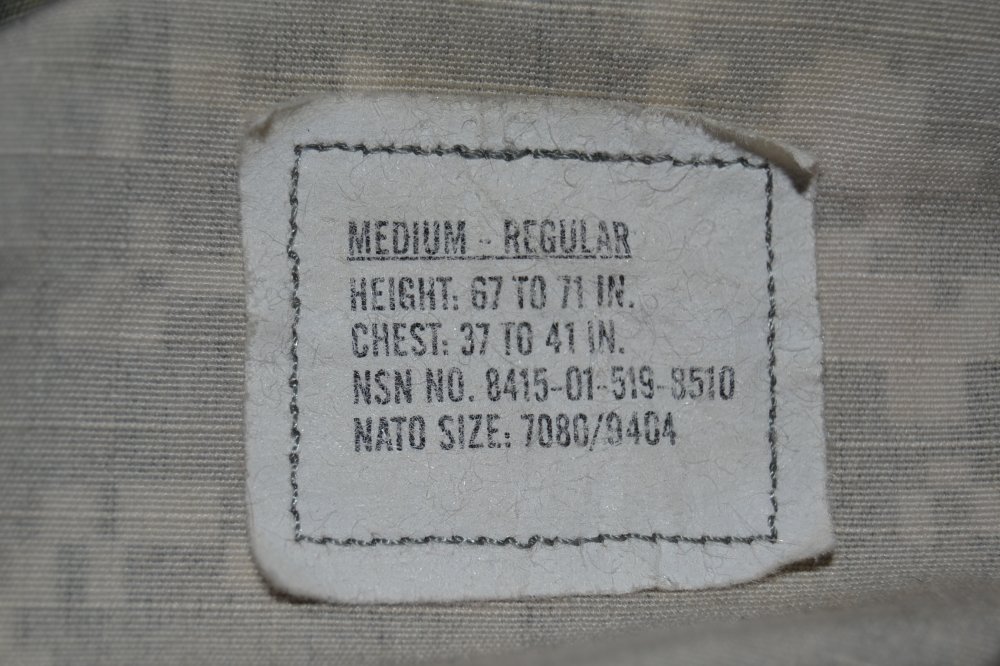 MEDIUM - REGULAR
HEIGHT: 67 TO 71 IN.
CHEST: 37 TO 41 IN.
NSN NO. 8415-01-519-8510
NATO SIZE: 7080/9404